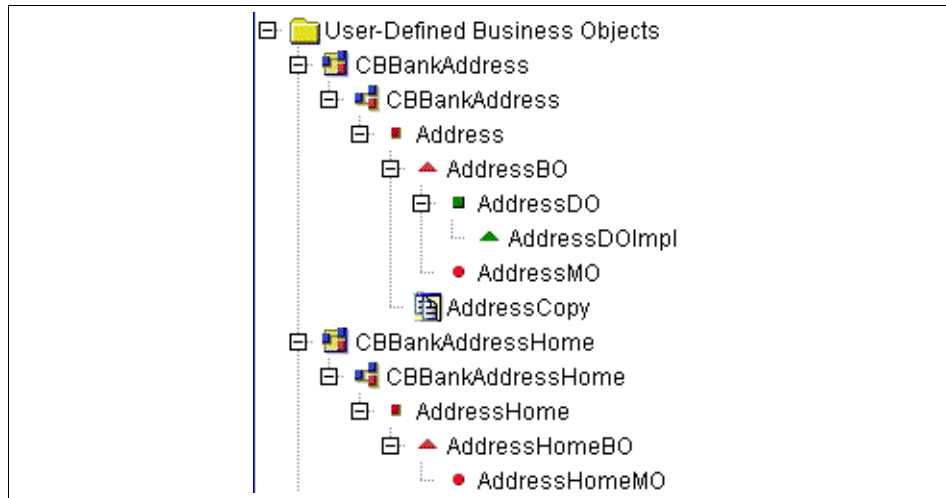 User-Defined Business Objects
CBBankAddress
CBBankAddress
Address
AddressBO
AddressDO
AddressDOImpl
AddressMO
AddressCopy
CBBankAddressHome
CBBankAddressHome
AddressHome
AddressHomeBO
AddressHomeMO